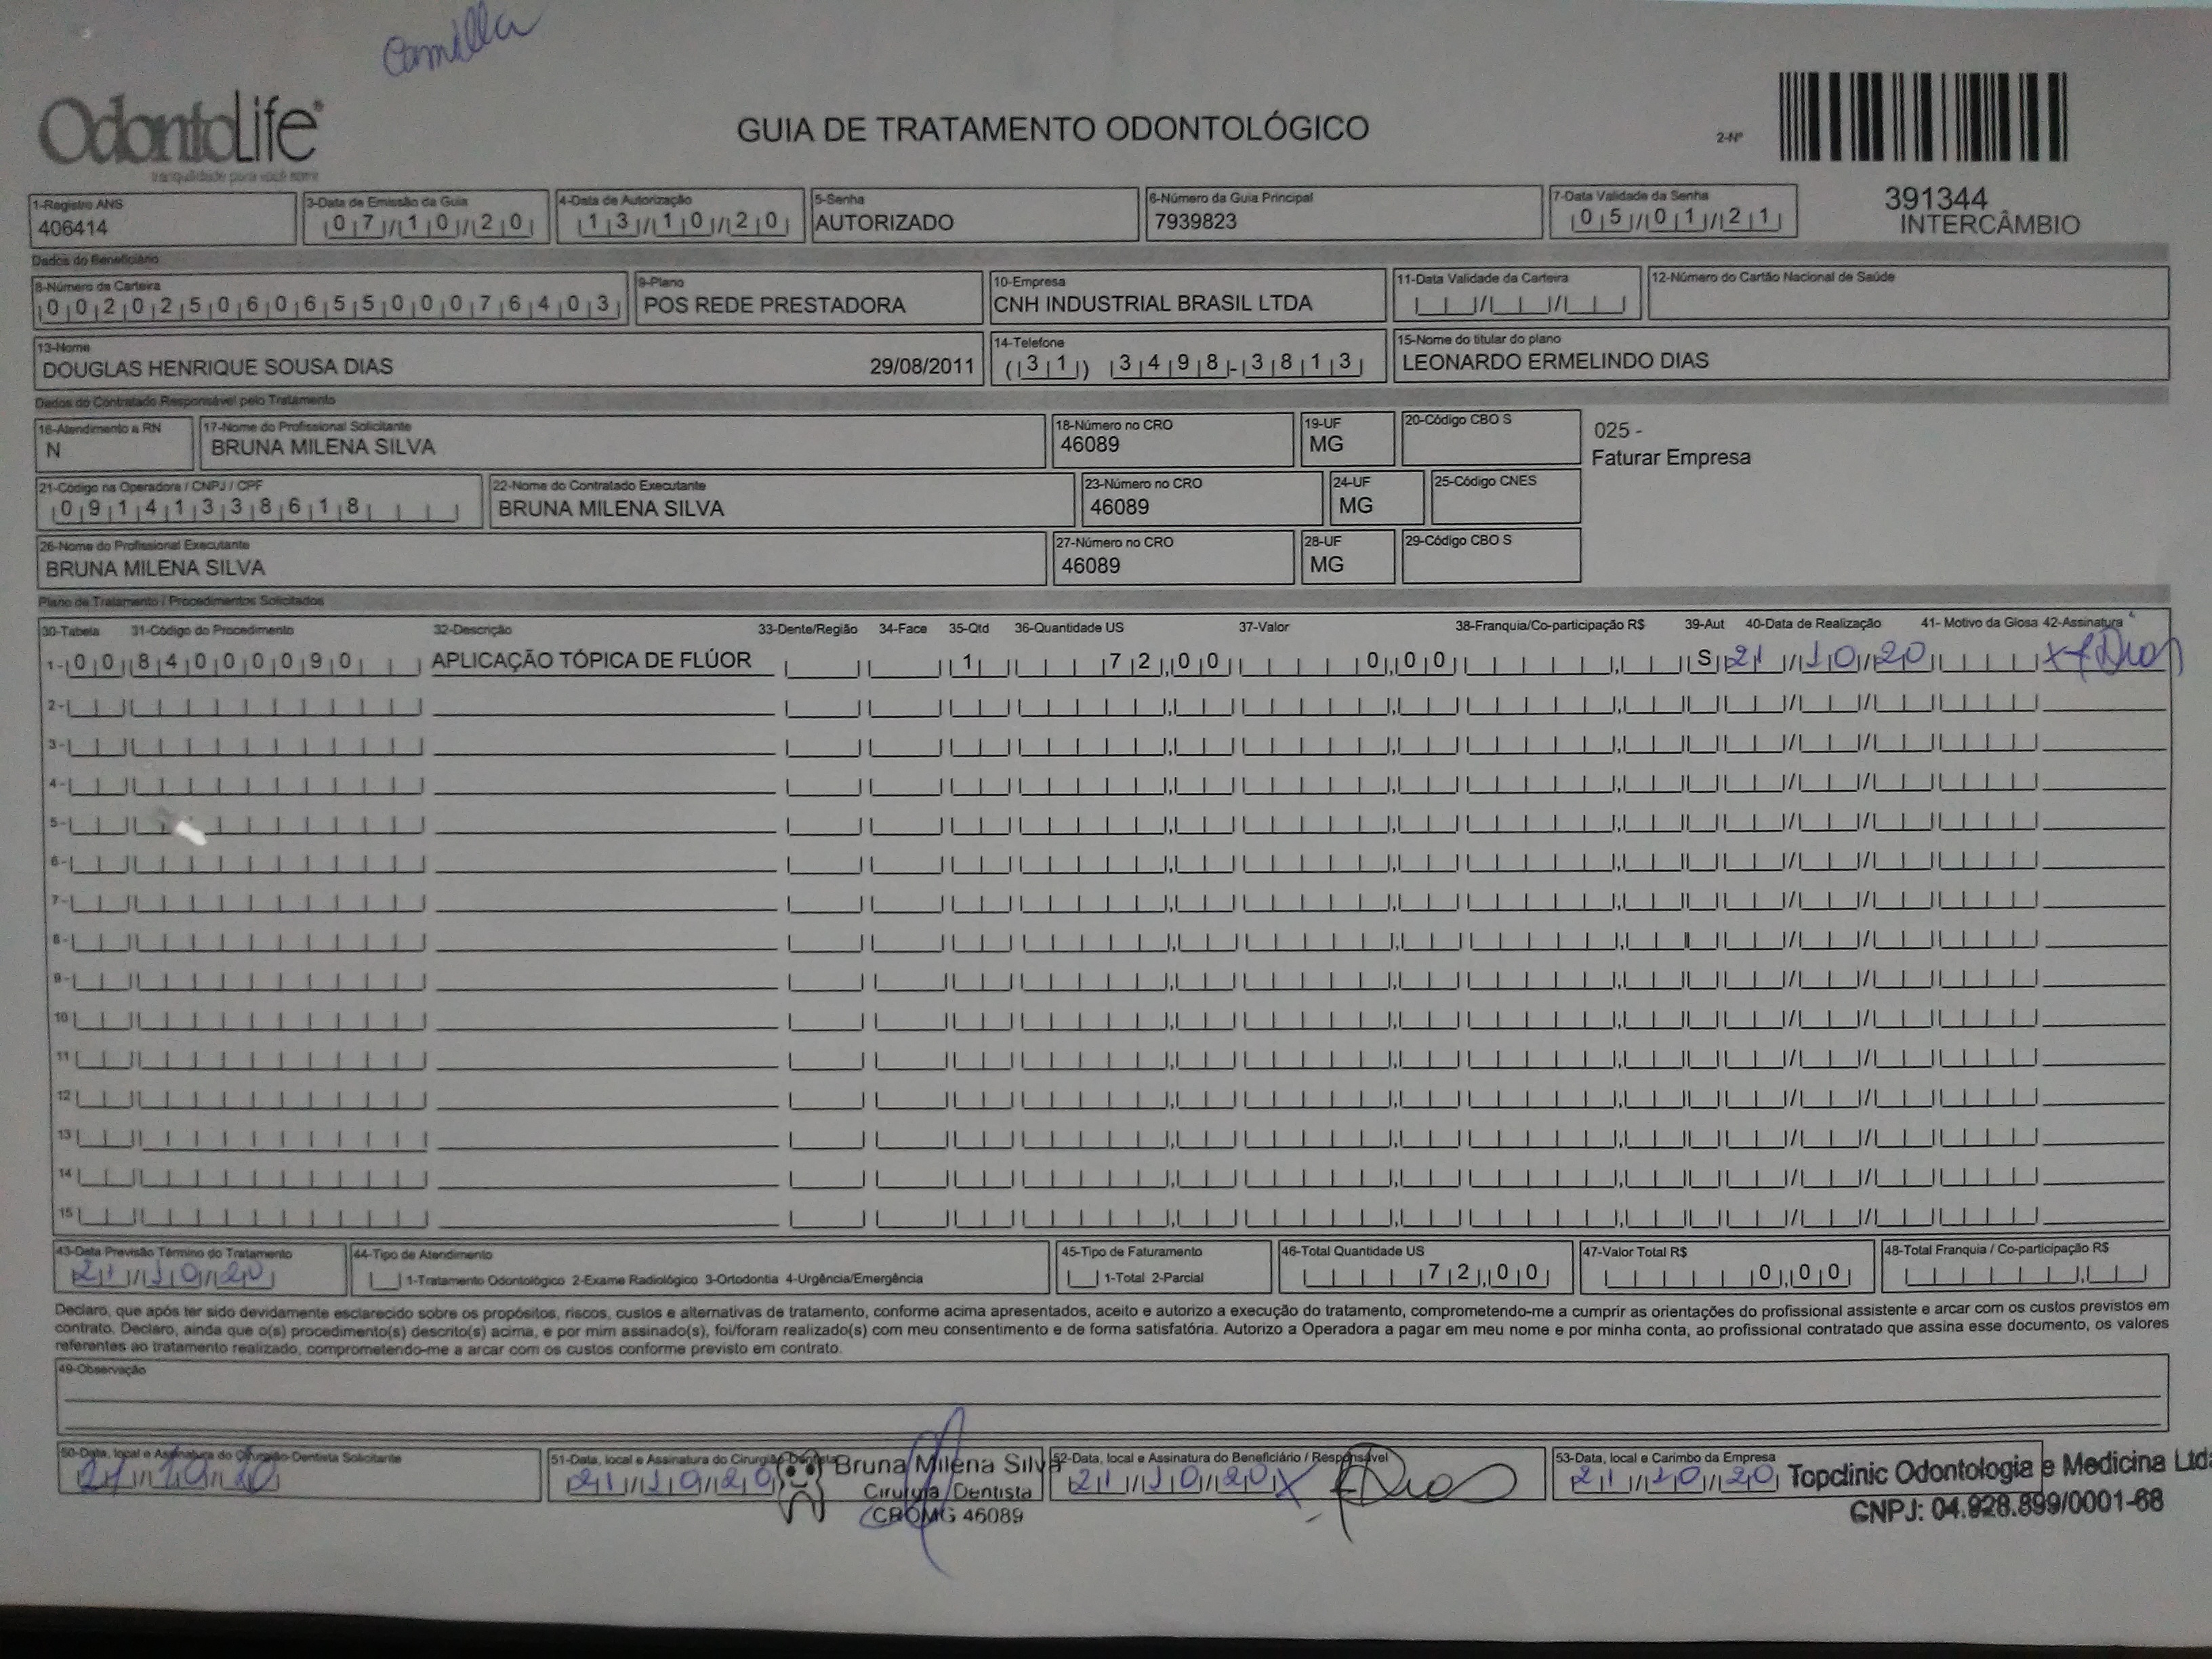 Camilla
OdontoLife®
tranquilidade para você sorrir
GUIA DE TRATAMENTO ODONTOLÓGICO
2-Nº
391344
INTERCÂMBIO
1-Registro ANS
406414
3-Data de Emissão da Guia
07/10/20
4-Data de Autorização
13/10/20
5-Senha
AUTORIZADO
6-Número da Guia Principal
7939823
7-Data Validade da Senha
05/01/21
Dados do Beneficiário
8-Número da Carteira
00202506065500076403
9-Plano
POS REDE PRESTADORA
10-Empresa
CNH INDUSTRIAL BRASIL LTDA
11-Data Validade da Carteira
12-Número do Cartão Nacional de Saúde
13-Nome
DOUGLAS HENRIQUE SOUSA DIAS 29/08/2011
14-Telefone
(31) 3498-3813
15-Nome do titular do plano
LEONARDO ERMELINDO DIAS
Dados do Contratado Responsável pelo Tratamento
16-Atendimento a RN
N
17-Nome do Profissional Solicitante
BRUNA MILENA SILVA
18-Número no CRO
46089
19-UF
MG
20-Código CBO S
025 -
Faturar Empresa
21-Código na Operadora / CNPJ / CPF
09141338618
22-Nome do Contratado Executante
BRUNA MILENA SILVA
23-Número no CRO
46089
24-UF
MG
25-Código CNES
26-Nome do Profissional Executante
BRUNA MILENA SILVA
27-Número no CRO
46089
28-UF
MG
29-Código CBO S
Plano de Tratamento / Procedimentos Solicitados
30-Tabela 31-Código do Procedimento 32-Descrição 33-Dente/Região 34-Face 35-Qtd 36-Quantidade US 37-Valor 38-Franquia/Co-participação R$ 39-Aut 40-Data de Realização 41- Motivo da Glosa 42-Assinatura
1- 00 84000090 APLICAÇÃO TÓPICA DE FLÚOR 1 72,00 0,00 S 21/10/20 x Dias
2-
3-
4-
5-
6-
7-
8-
9-
10
11
12
13
14
15
43-Data Previsão Término do Tratamento
21/10/20
44-Tipo de Atendimento
1-Tratamento Odontológico 2-Exame Radiológico 3-Ortodontia 4-Urgência/Emergência
45-Tipo de Faturamento
1-Total 2-Parcial
46-Total Quantidade US
72,00
47-Valor Total R$
0,00
48-Total Franquia / Co-participação R$
Declaro, que após ter sido devidamente esclarecido sobre os propósitos, riscos, custos e alternativas de tratamento, conforme acima apresentados, aceito e autorizo a execução do tratamento, comprometendo-me a cumprir as orientações do profissional assistente e arcar com os custos previstos em
contrato. Declaro, ainda que o(s) procedimento(s) descrito(s) acima, e por mim assinado(s), foi/foram realizado(s) com meu consentimento e de forma satisfatória. Autorizo a Operadora a pagar em meu nome e por minha conta, ao profissional contratado que assina esse documento, os valores
referentes ao tratamento realizado, comprometendo-me a arcar com os custos conforme previsto em contrato.
49-Observação
50-Data, local e Assinatura do Cirurgião-Dentista Solicitante
21/10/20
51-Data, local e Assinatura do Cirurgião-Dentista
21/10/20
Bruna Milena Silva
Cirurgiã Dentista
CROMG 46089
52-Data, local e Assinatura do Beneficiário / Responsável
21/10/20 x Dias
53-Data, local e Carimbo da Empresa
21/10/20
Topclinic Odontologia e Medicina Ltda
CNPJ: 04.928.899/0001-68